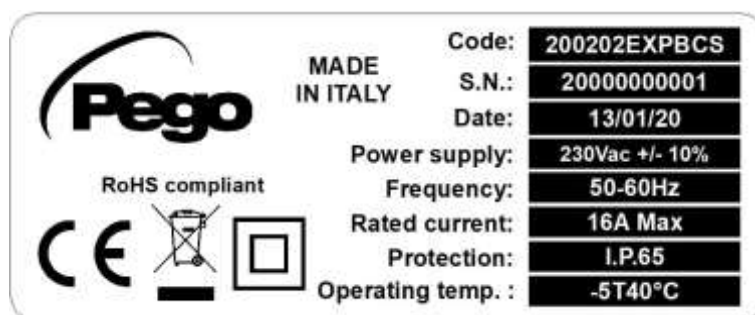 Pego
MADE
IN ITALY
RoHS compliant
CE
Code: 200202EXPBCS
S.N.: 20000000001
Date: 13/01/20
Power supply: 230Vac +/- 10%
Frequency: 50-60Hz
Rated current: 16A Max
Protection: I.P.65
Operating temp. : -5T40°C